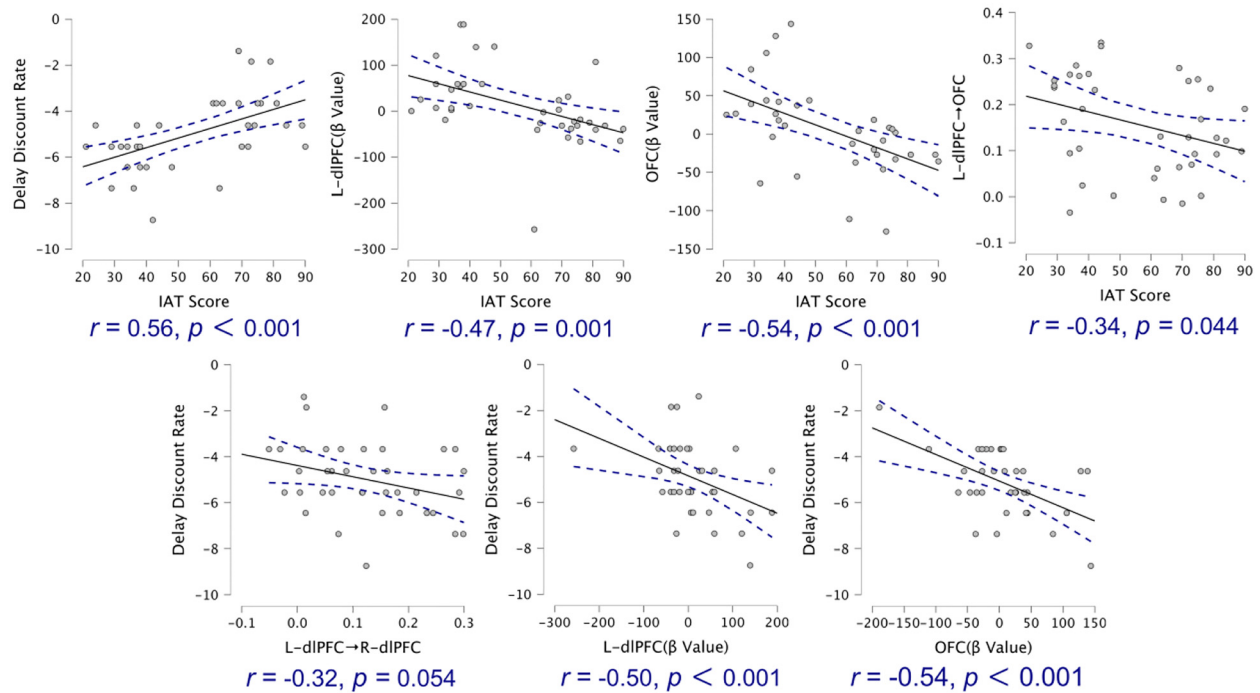 Delay Discount Rate
0
-2
-4
-6
-8
-10
20 30 40 50 60 70 80 90
IAT Score
r = 0.56, p < 0.001
L-dlPFC(β Value)
200
100
0
-100
-200
-300
20 30 40 50 60 70 80 90
IAT Score
r = -0.47, p = 0.001
OFC(β Value)
150
100
50
0
-50
-100
-150
20 30 40 50 60 70 80 90
IAT Score
r = -0.54, p < 0.001
L-dlPFC→OFC
0.4
0.3
0.2
0.1
0.0
-0.1
20 30 40 50 60 70 80 90
IAT Score
r = -0.34, p = 0.044
Delay Discount Rate
0
-2
-4
-6
-8
-10
-0.1 0.0 0.1 0.2 0.3
L-dlPFC→R-dlPFC
r = -0.32, p = 0.054
Delay Discount Rate
0
-2
-4
-6
-8
-10
-300 -200 -100 0 100 200
L-dlPFC(β Value)
r = -0.50, p < 0.001
Delay Discount Rate
0
-2
-4
-6
-8
-10
-200 -150 -100 -50 0 50 100 150
OFC(β Value)
r = -0.54, p < 0.001